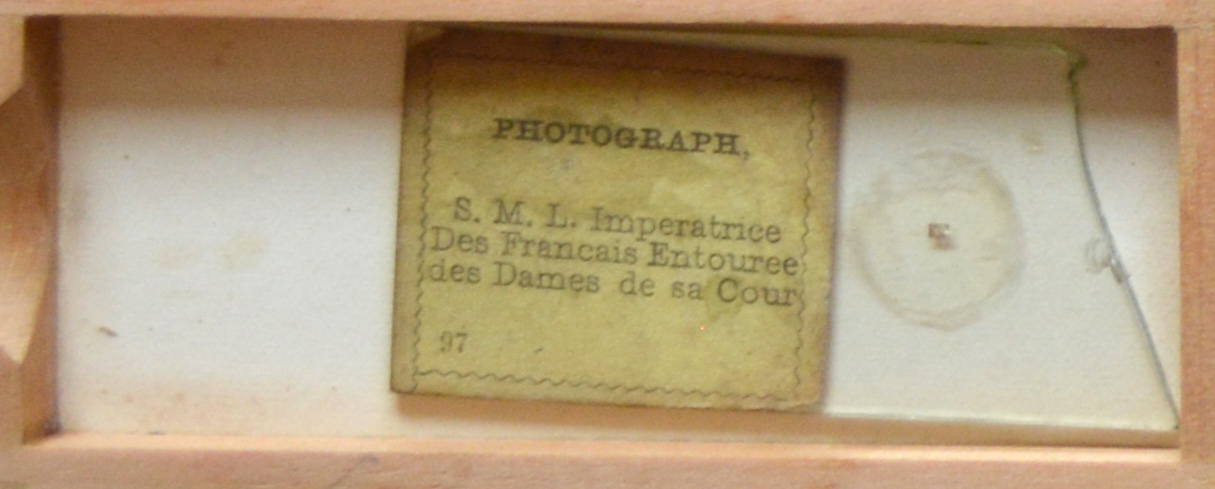 PHOTOGRAPH,
S. M. L. Imperatrice
Des Francais Entouree
des Dames de sa Cour
97